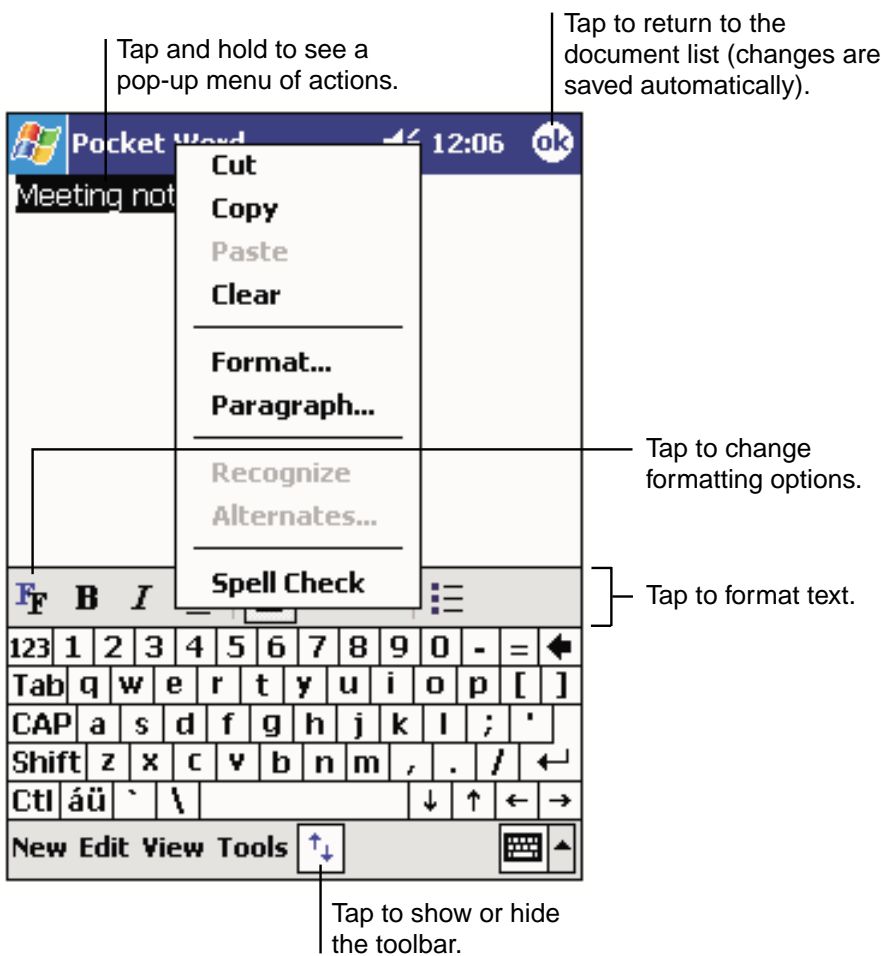 Tap to return to the
document list (changes are
saved automatically).
Tap and hold to see a
pop-up menu of actions.
Pocket Word 12:06 ok
Meeting not
Cut
Copy
Paste
Clear
Format...
Paragraph...
Recognize
Alternates...
Spell Check
Tap to change
formatting options.
FF B I
Tap to format text.
123 1 2 3 4 5 6 7 8 9 0 - = 
Tab q w e r t y u i o p [ ]
CAP a s d f g h j k l ; '
Shift z x c v b n m , . / ↵
Ctl áü ` \ ↓ ↑ ← →
New Edit View Tools
Tap to show or hide
the toolbar.